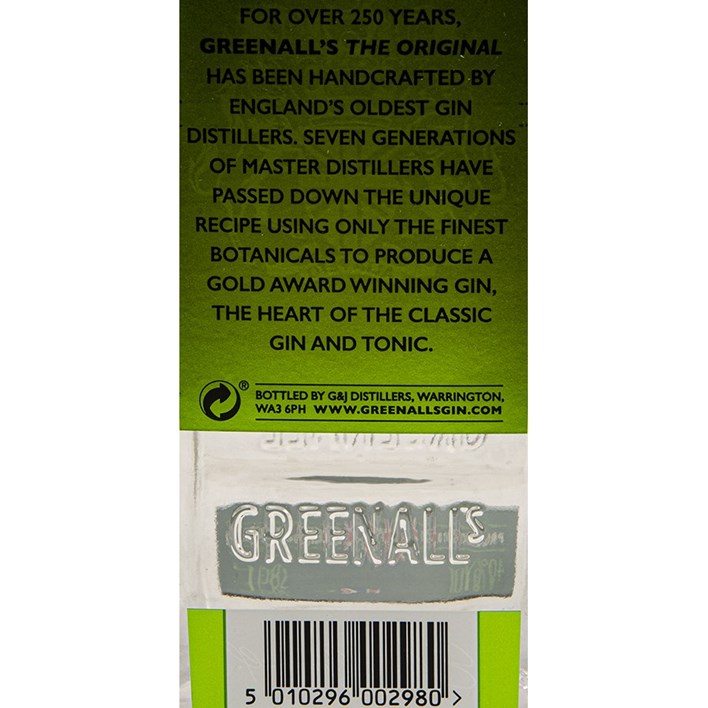 FOR OVER 250 YEARS,
GREENALL'S THE ORIGINAL
HAS BEEN HANDCRAFTED BY
ENGLAND'S OLDEST GIN
DISTILLERS. SEVEN GENERATIONS
OF MASTER DISTILLERS HAVE
PASSED DOWN THE UNIQUE
RECIPE USING ONLY THE FINEST
BOTANICALS TO PRODUCE A
GOLD AWARD WINNING GIN,
THE HEART OF THE CLASSIC
GIN AND TONIC.
®
BOTTLED BY G&J DISTILLERS, WARRINGTON,
WA3 6PH WWW.GREENALLSGIN.COM
GREENALL'S
5 010296 002980 >